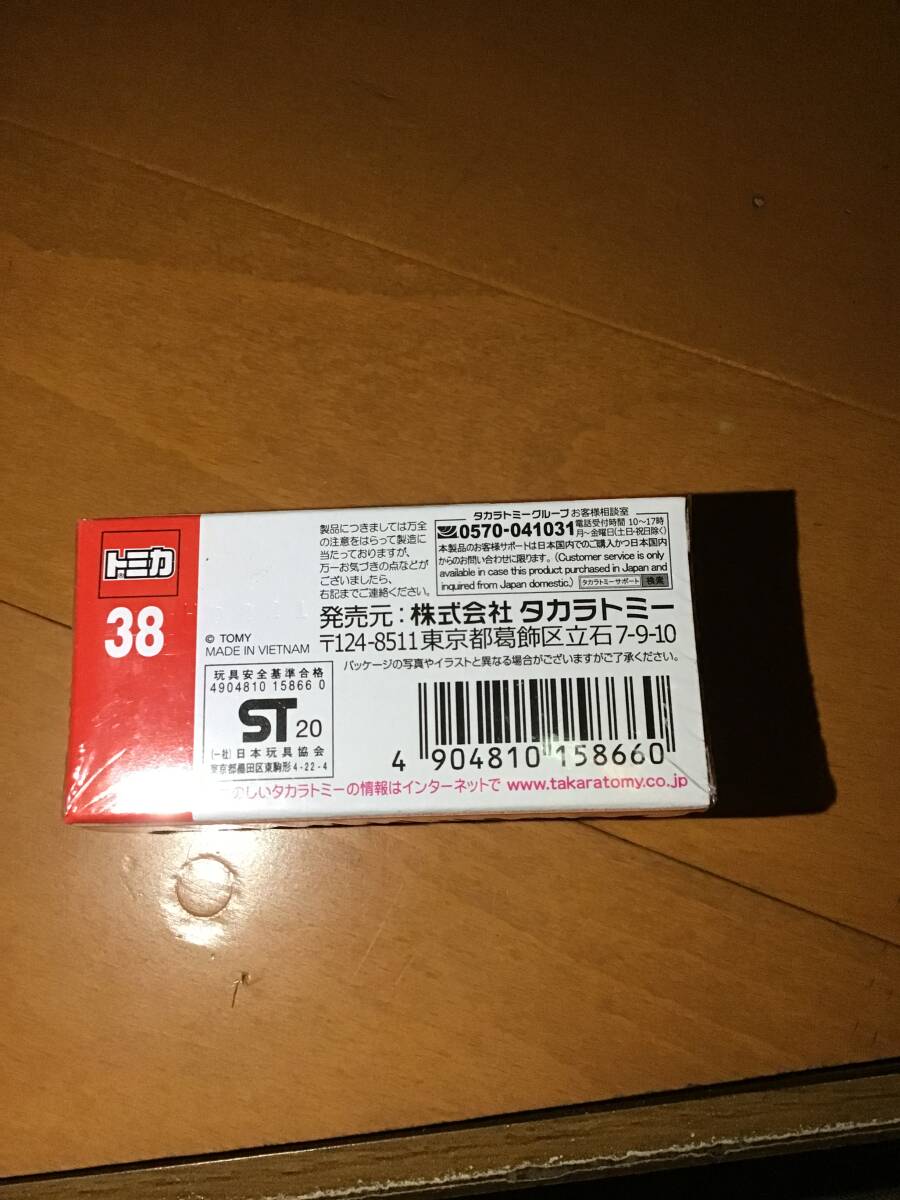 トミカ
38
製品につきましては万全
の注意をはらって製造に
当たっておりますが、
万一お気づきの点などが
ございましたら、
右記までご連絡ください。
タカラトミーグループ お客様相談室
0570-041031
電話受付時間 10〜17時
月〜金曜日(土日・祝日除く)
本製品のお客様サポートは日本国内でのご購入かつ日本国内
からのお問い合わせに限ります。(Customer service is only
available in case this product purchased in Japan and
inquired from Japan domestic.)
タカラトミーサポート 検索
発売元：株式会社 タカラトミー
© TOMY
MADE IN VIETNAM
〒124-8511東京都葛飾区立石7-9-10
パッケージの写真やイラストと異なる場合がございますがご了承ください。
玩具安全基準合格
4904810 15866 0
ST 20
(一社)日本玩具協会
東京都墨田区東駒形4-22-4
4 904810 158660
のしいタカラトミーの情報はインターネットで www.takaratomy.co.jp